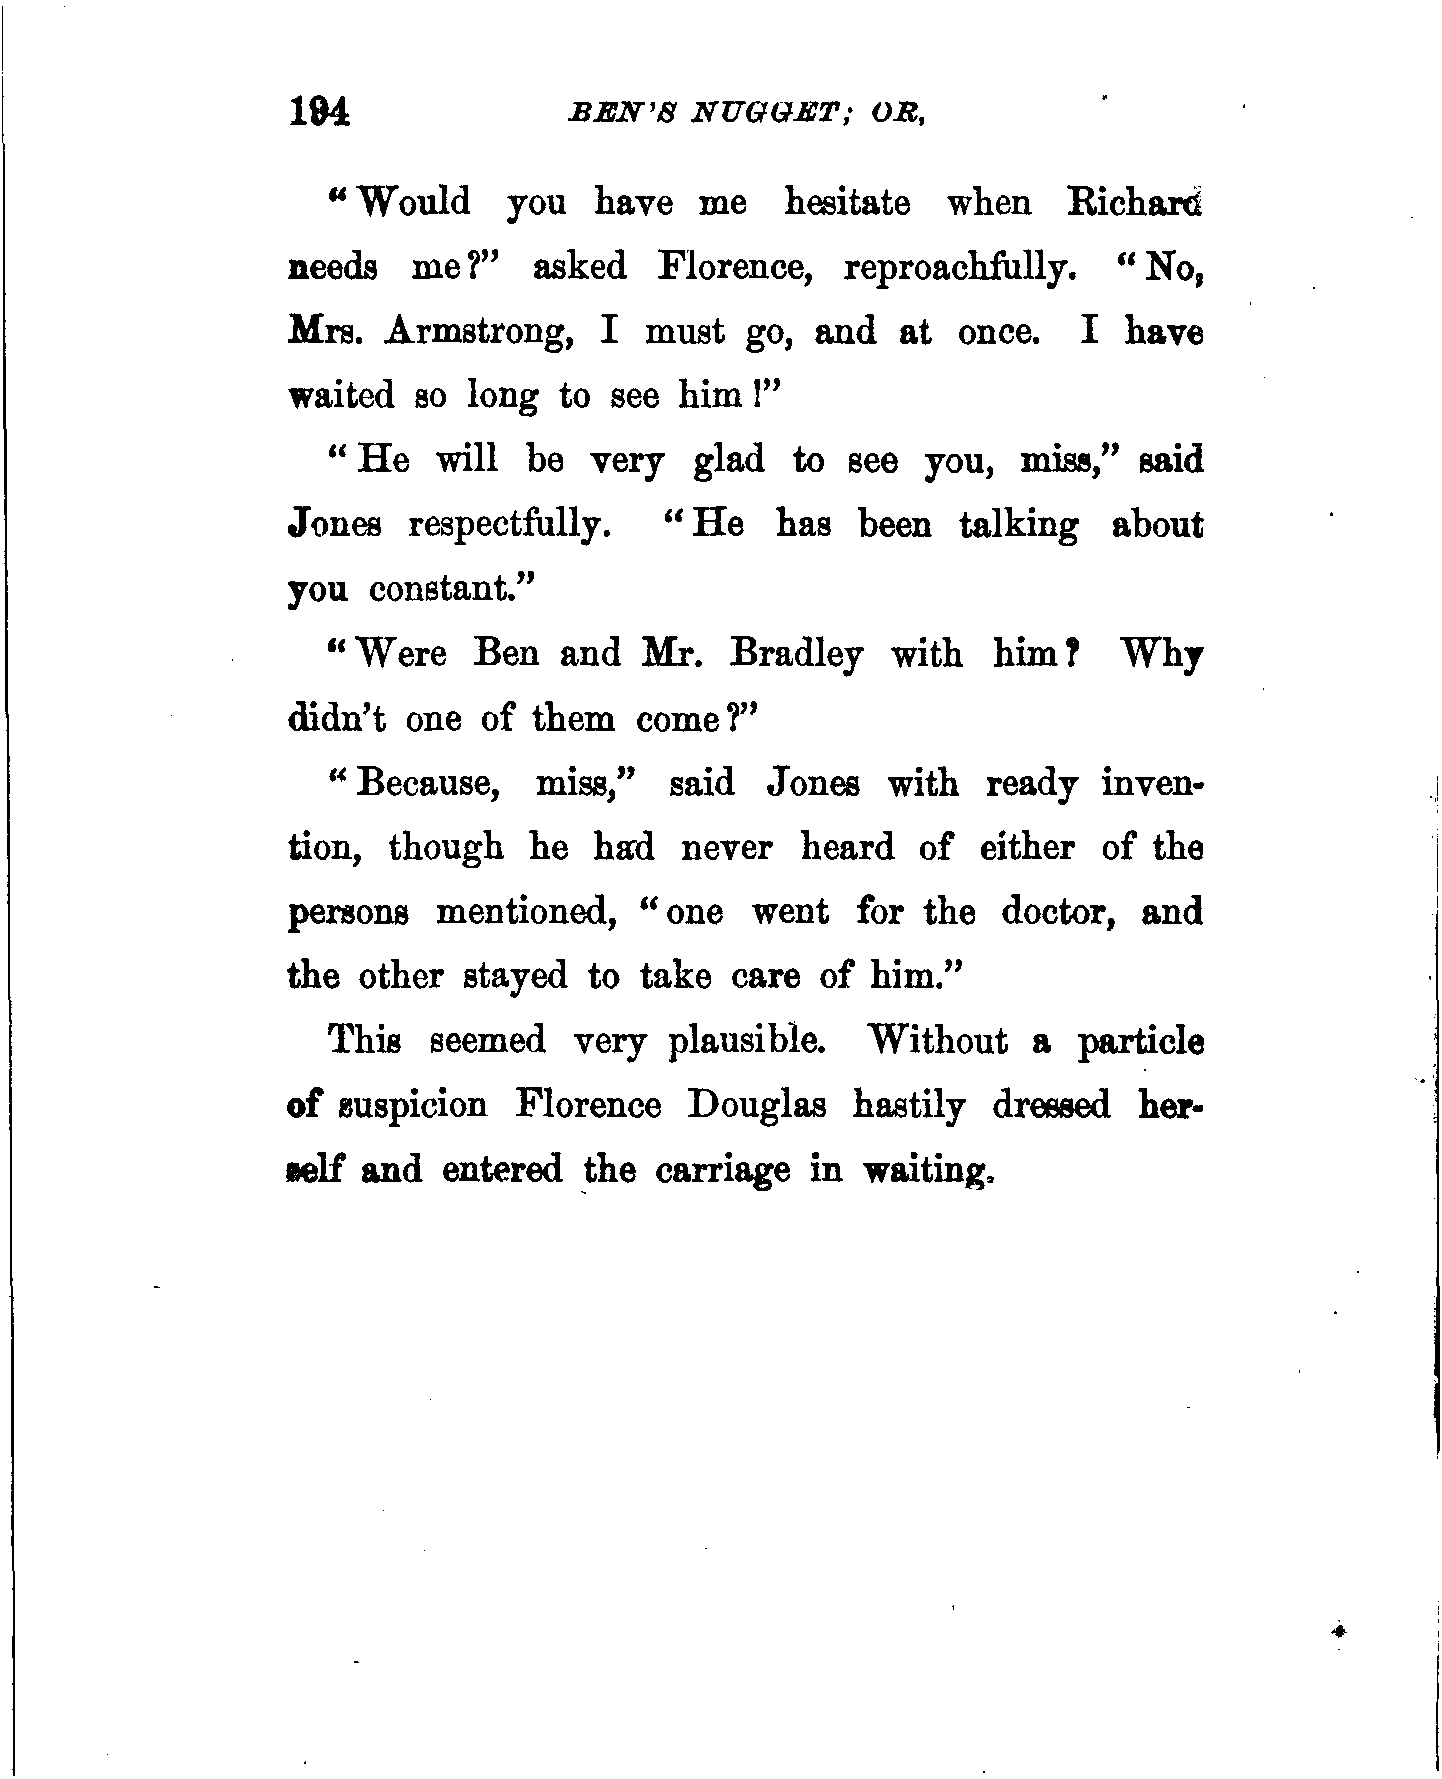 194 BEN'S NUGGET; OR,
"Would you have me hesitate when Richard
needs me?" asked Florence, reproachfully. "No,
Mrs. Armstrong, I must go, and at once. I have
waited so long to see him!"
"He will be very glad to see you, miss," said
Jones respectfully. "He has been talking about
you constant."
"Were Ben and Mr. Bradley with him? Why
didn't one of them come?"
"Because, miss," said Jones with ready inven-
tion, though he had never heard of either of the
persons mentioned, "one went for the doctor, and
the other stayed to take care of him."
This seemed very plausible. Without a particle
of suspicion Florence Douglas hastily dressed her-
self and entered the carriage in waiting.